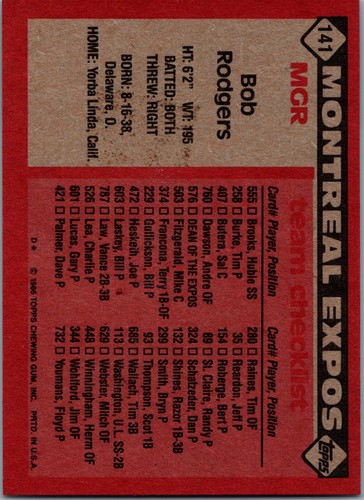 141 MONTREAL EXPOS topps
MGR
Bob
Rodgers
HT: 6'2" WT: 195
BATTED: BOTH
THREW: RIGHT
BORN: 8-16-38,
Delaware, O.
HOME: Yorba Linda, Calif.
team checklist
Card# Player, Position
555 □ Brooks, Hubie SS
258 □ Burke, Tim P
407 □ Butera, Sal C
760 □ Dawson, Andre OF
576 □ DEAN OF THE EXPOS
503 □ Fitzgerald, Mike C
374 □ Francona, Terry 1B-OF
229 □ Gullickson, Bill P
472 □ Hesketh, Joe P
603 □ Laskey, Bill P
787 □ Law, Vance 2B-3B
526 □ Lea, Charlie P
601 □ Lucas, Gary P
421 □ Palmer, Dave P
Card# Player, Position
280 □ Raines, Tim OF
35 □ Reardon, Jeff P
154 □ Roberge, Bert P
89 □ St. Claire, Randy P
324 □ Schatzeder, Dan P
132 □ Shines, Razor 1B-3B
299 □ Smith, Bryn P
93 □ Thompson, Scot 1B
685 □ Wallach, Tim 3B
113 □ Washington, U.L. SS-2B
629 □ Webster, Mitch OF
448 □ Winningham, Herm OF
344 □ Wohlford, Jim OF
732 □ Youmans, Floyd P
D* © 1986 TOPPS CHEWING GUM, INC. PRTD. IN U.S.A.